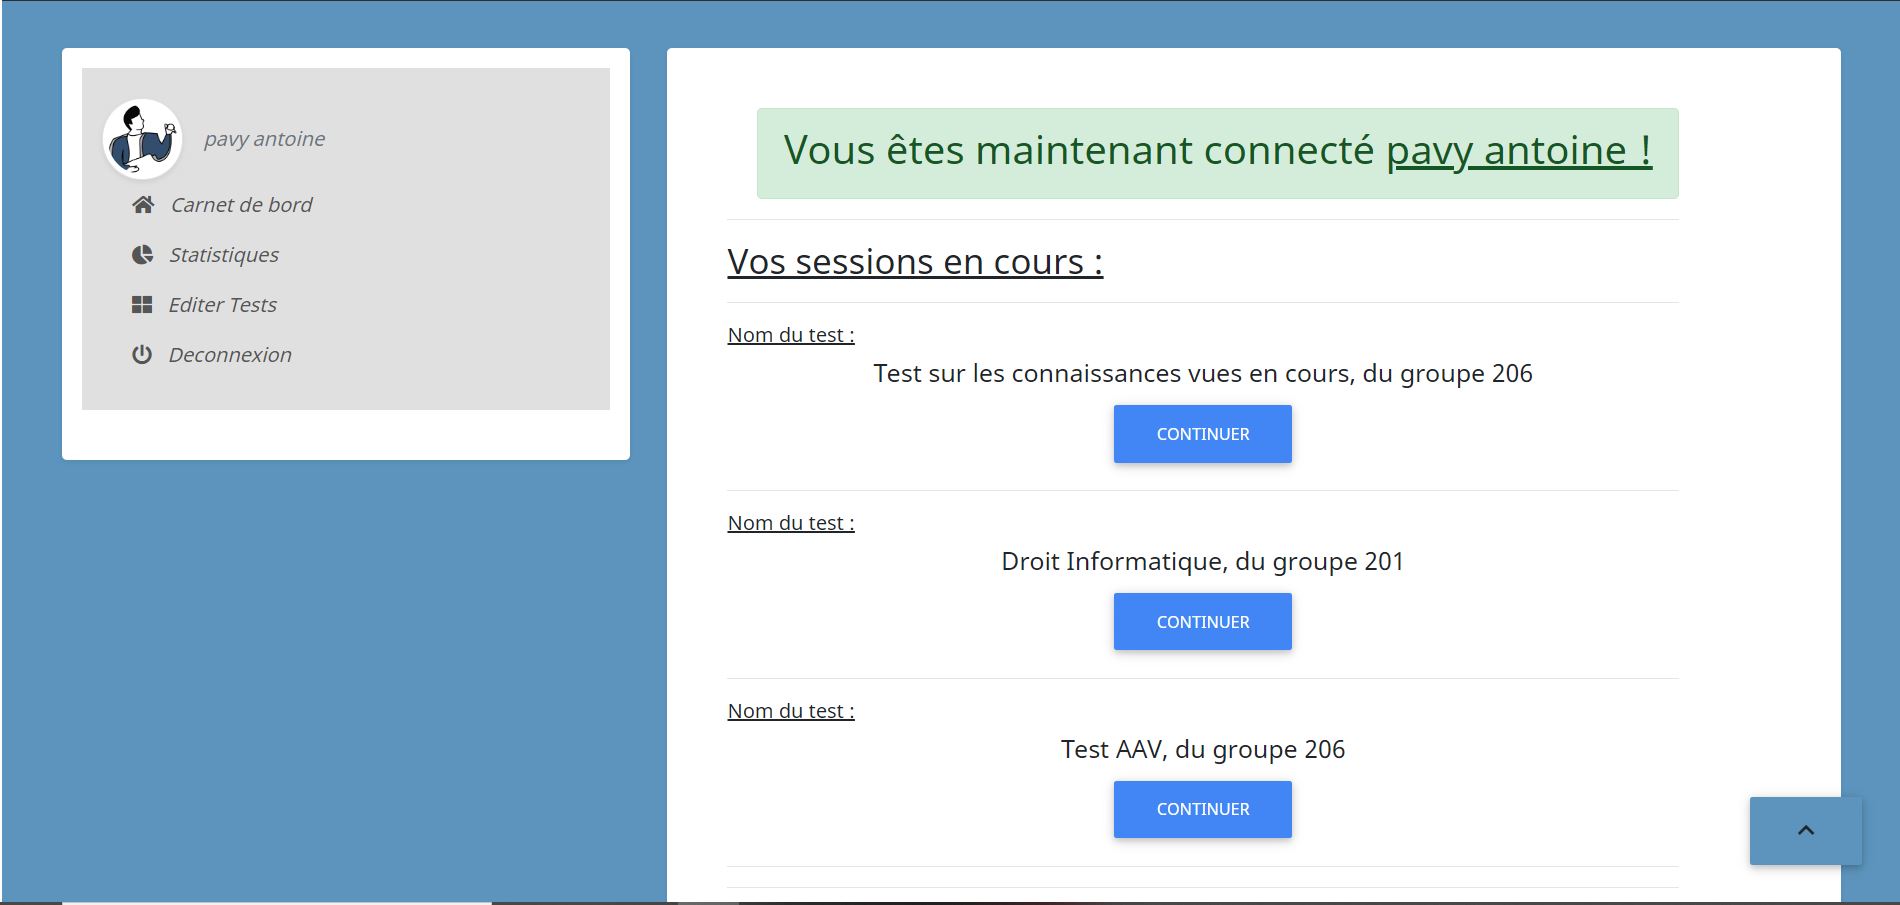 pavy antoine
Carnet de bord
Statistiques
Editer Tests
Deconnexion
Vous êtes maintenant connecté pavy antoine !
Vos sessions en cours :
Nom du test :
Test sur les connaissances vues en cours, du groupe 206
CONTINUER
Nom du test :
Droit Informatique, du groupe 201
CONTINUER
Nom du test :
Test AAV, du groupe 206
CONTINUER